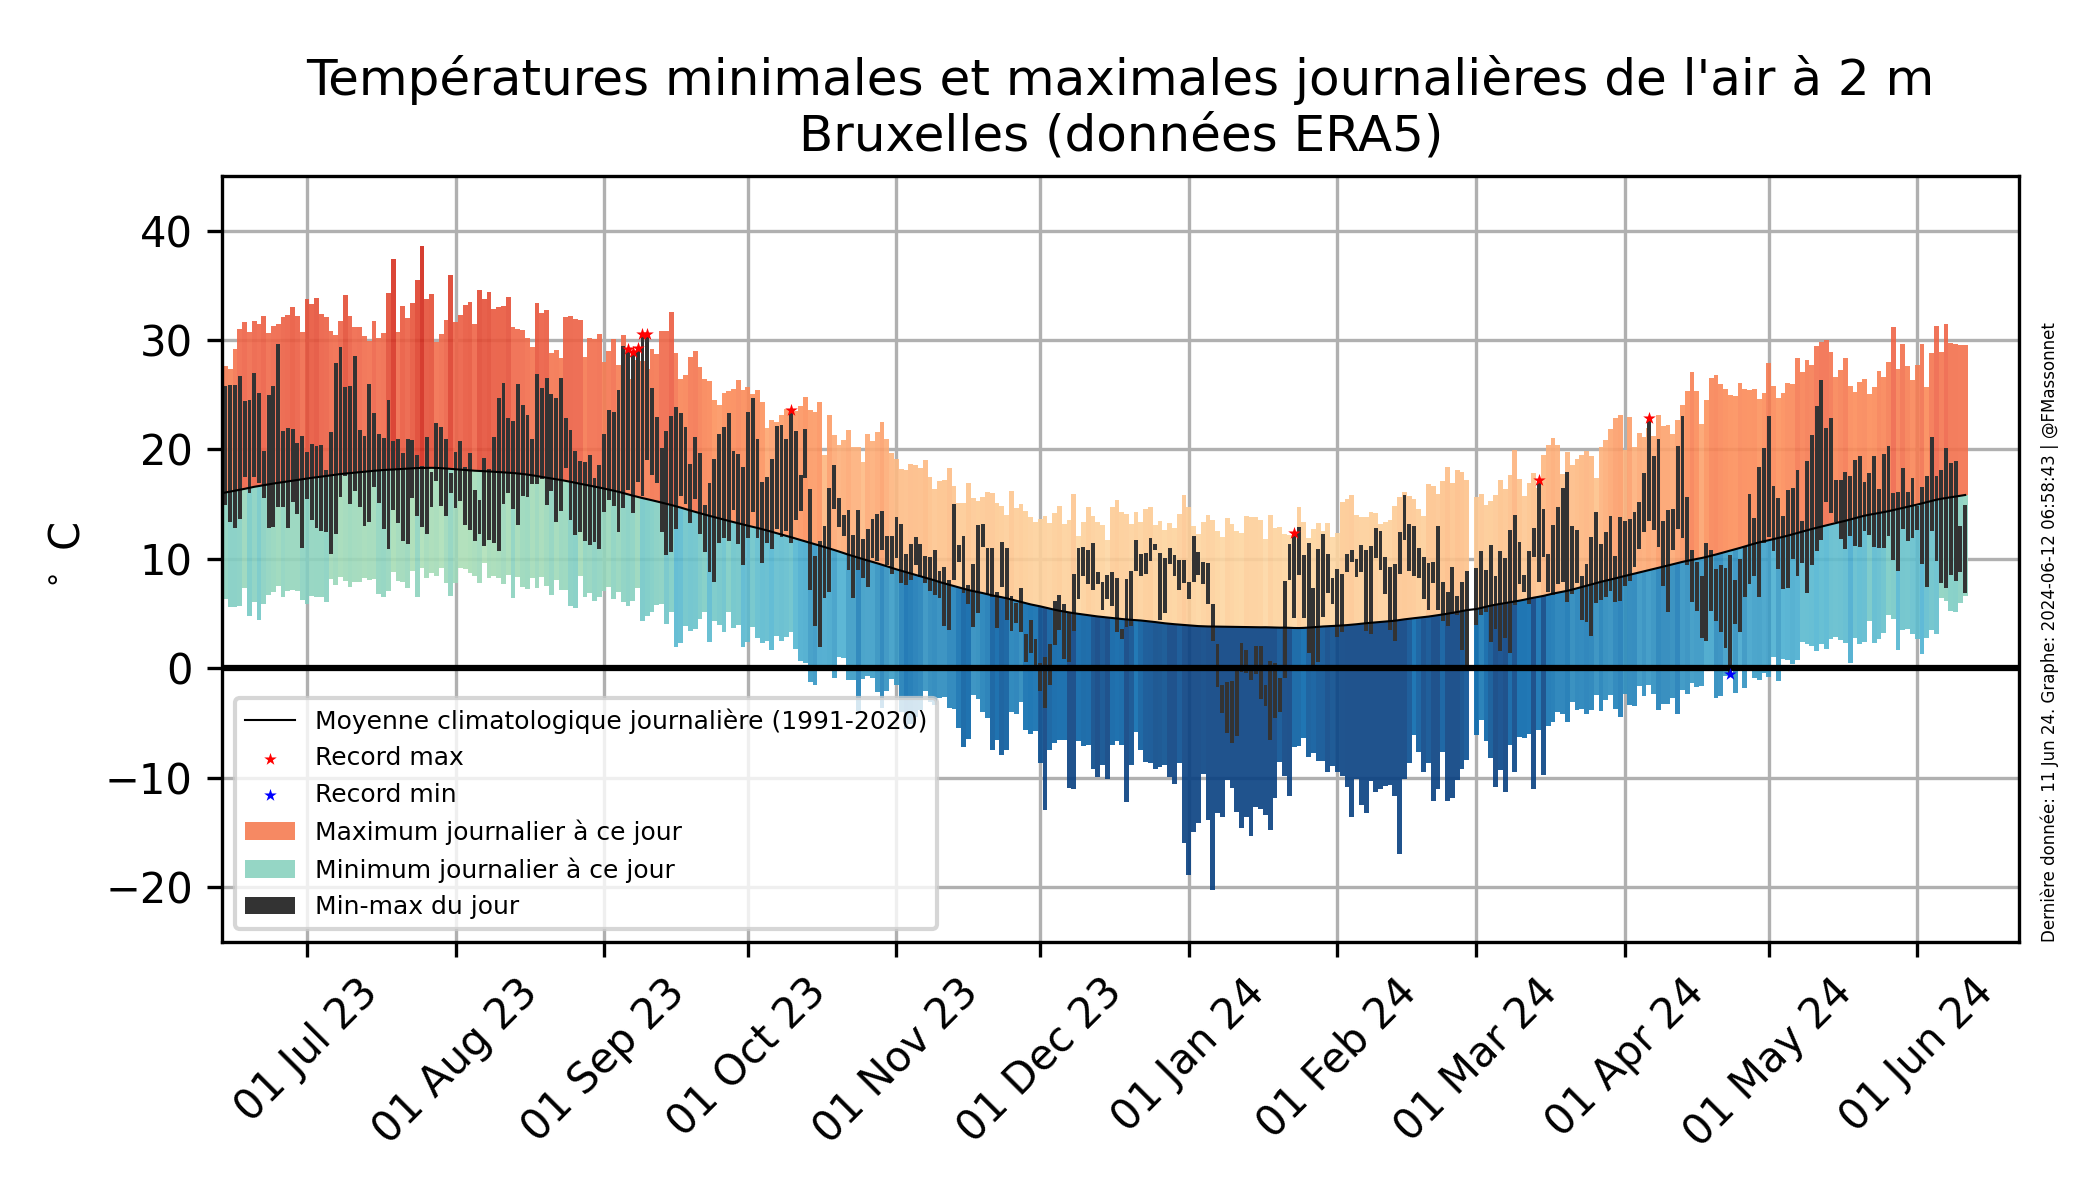 Températures minimales et maximales journalières de l'air à 2 m
Bruxelles (données ERA5)
° C
40
30
20
10
0
−10
−20
Moyenne climatologique journalière (1991-2020)
Record max
Record min
Maximum journalier à ce jour
Minimum journalier à ce jour
Min-max du jour
01 Jul 23
01 Aug 23
01 Sep 23
01 Oct 23
01 Nov 23
01 Dec 23
01 Jan 24
01 Feb 24
01 Mar 24
01 Apr 24
01 May 24
01 Jun 24
Dernière donnée: 11 Jun 24. Graphe: 2024-06-12 06:58:43 | @FMassonnet